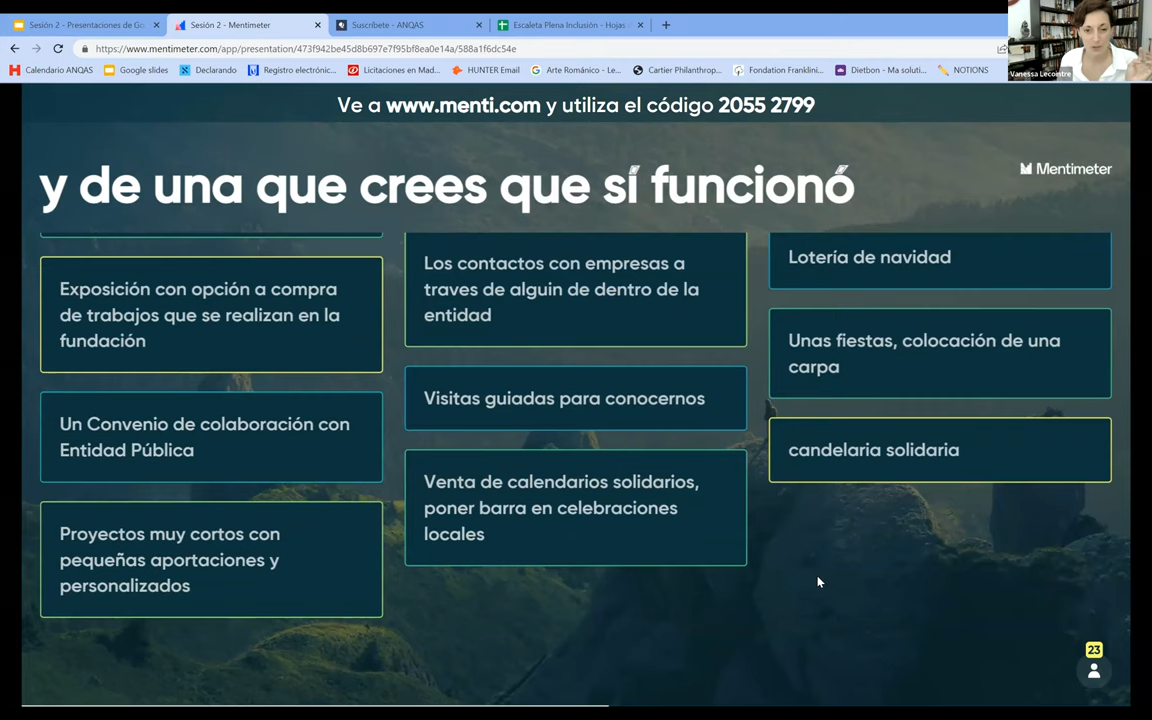 Sesión 2 - Presentaciones de Go
Sesión 2 - Mentimeter
Suscríbete - ANQAS
Escaleta Plena Inclusión - Hojas
https://www.mentimeter.com/app/presentation/473f942be45d8b697e7f95bf8ea0e14a/588a1f6dc54e
Calendario ANQAS
Google slides
Declarando
Registro electrónic...
Licitaciones en Mad...
HUNTER Email
Arte Románico - Le...
Cartier Philanthrop...
Fondation Franklini...
Dietbon - Ma soluti...
NOTIONS
Vanessa Lecointre
Ve a www.menti.com y utiliza el código 2055 2799
y de una que crees que sí funcionó
Mentimeter
Exposición con opción a compra
de trabajos que se realizan en la
fundación
Un Convenio de colaboración con
Entidad Pública
Proyectos muy cortos con
pequeñas aportaciones y
personalizados
Los contactos con empresas a
traves de alguin de dentro de la
entidad
Visitas guiadas para conocernos
Venta de calendarios solidarios,
poner barra en celebraciones
locales
Lotería de navidad
Unas fiestas, colocación de una
carpa
candelaria solidaria
23